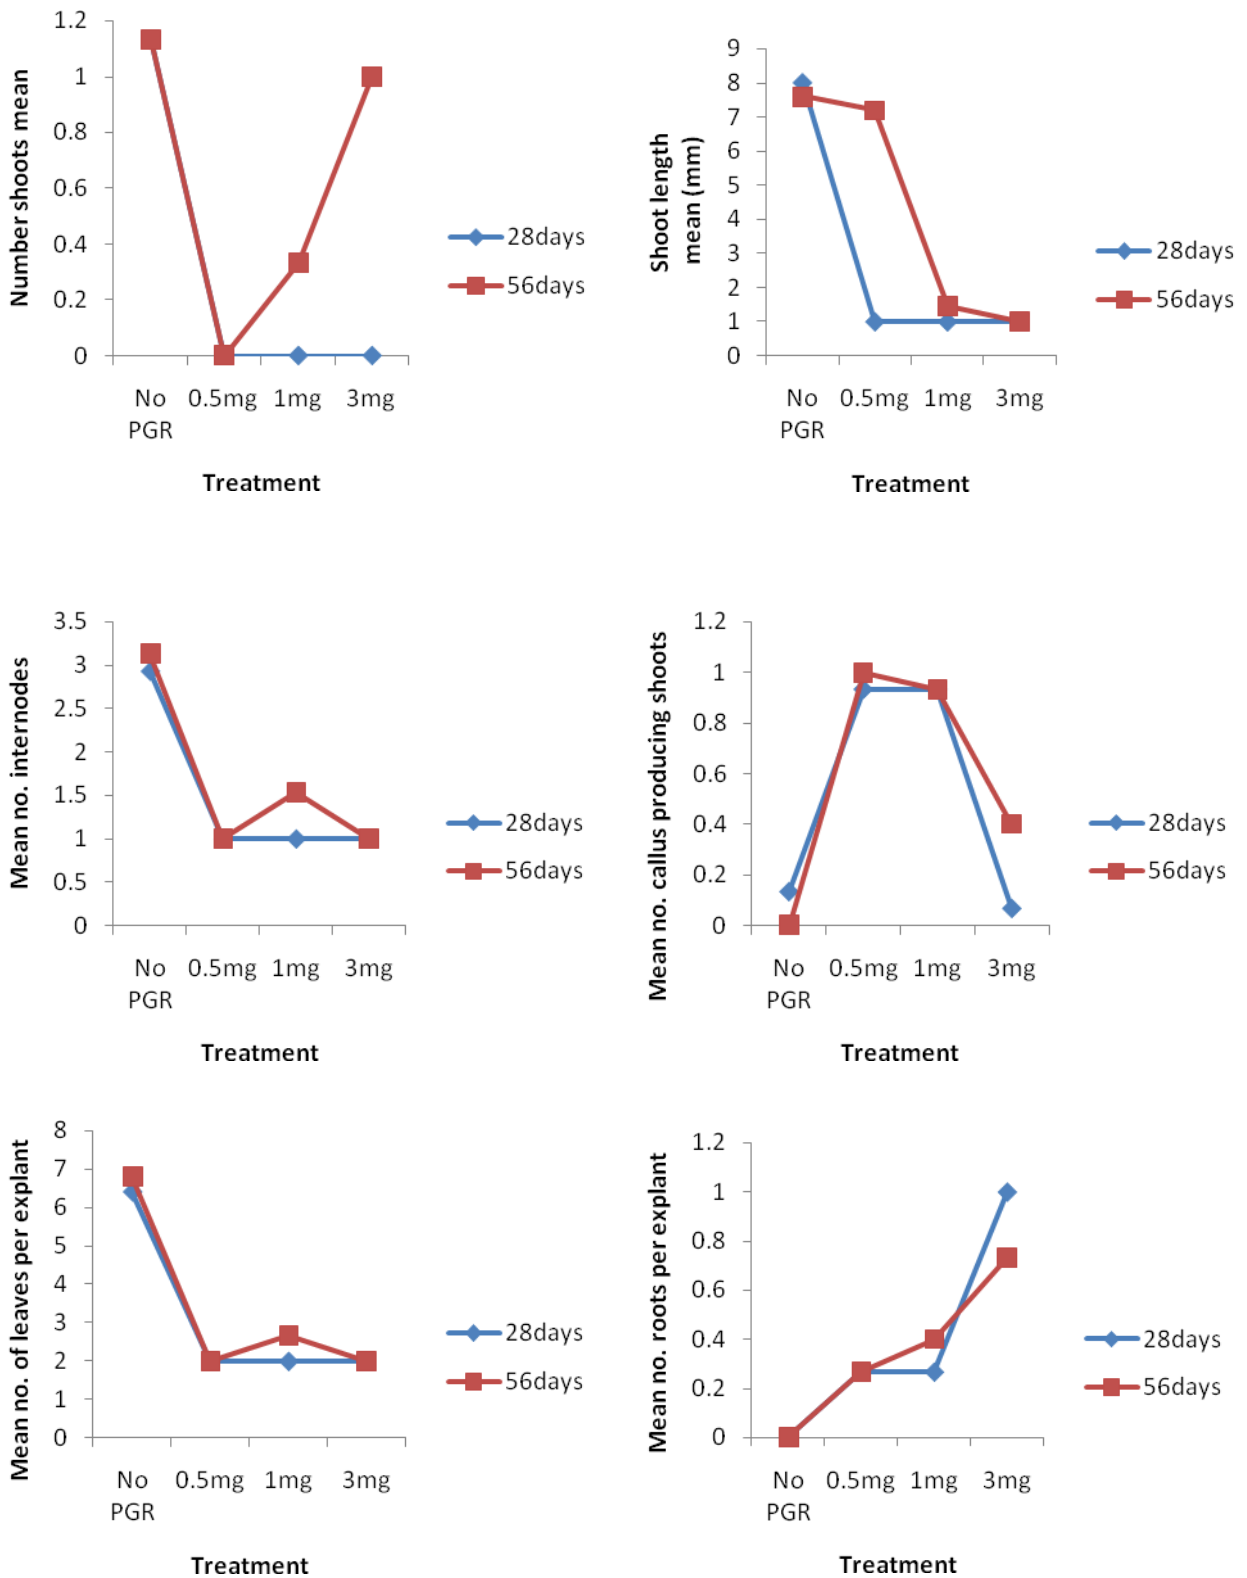 Number shoots mean
1.2
1
0.8
0.6
0.4
0.2
0
No PGR
0.5mg
1mg
3mg
Treatment
28days
56days
Shoot length
mean (mm)
9
8
7
6
5
4
3
2
1
0
No PGR
0.5mg
1mg
3mg
Treatment
28days
56days
Mean no. internodes
3.5
3
2.5
2
1.5
1
0.5
0
No PGR
0.5mg
1mg
3mg
Treatment
28days
56days
Mean no. callus producing shoots
1.2
1
0.8
0.6
0.4
0.2
0
No PGR
0.5mg
1mg
3mg
Treatment
28days
56days
Mean no. of leaves per explant
8
7
6
5
4
3
2
1
0
No PGR
0.5mg
1mg
3mg
Treatment
28days
56days
Mean no. roots per explant
1.2
1
0.8
0.6
0.4
0.2
0
No PGR
0.5mg
1mg
3mg
Treatment
28days
56days